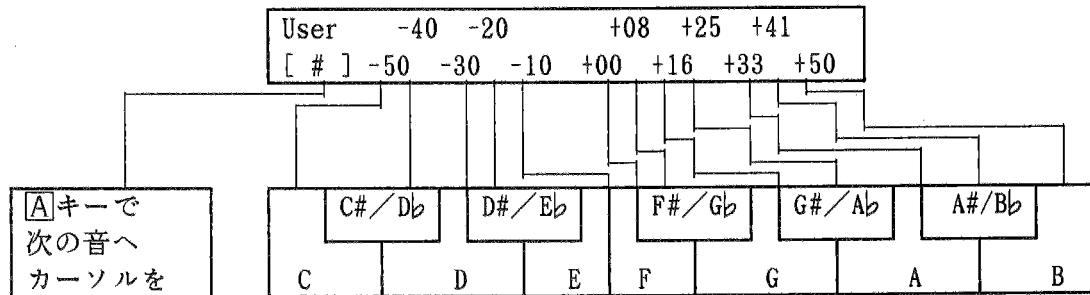 User -40 -20 +08 +25 +41
[ # ] -50 -30 -10 +00 +16 +33 +50
Aキーで
次の音へ
カーソルを
C#/D♭ D#/E♭ F#/G♭ G#/A♭ A#/B♭
C D E F G A B